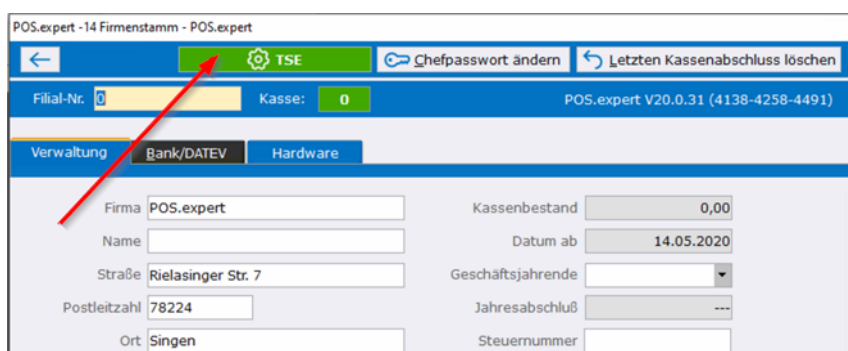 POS.expert -14 Firmenstamm - POS.expert
TSE Chefpasswort ändern Letzten Kassenabschluss löschen
Filial-Nr. 0 Kasse: 0 POS.expert V20.0.31 (4138-4258-4491)
Verwaltung Bank/DATEV Hardware
Firma POS.expert Kassenbestand 0,00
Name Datum ab 14.05.2020
Straße Rielasinger Str. 7 Geschäftsjahrende
Postleitzahl 78224 Jahresabschluß ---
Ort Singen Steuernummer